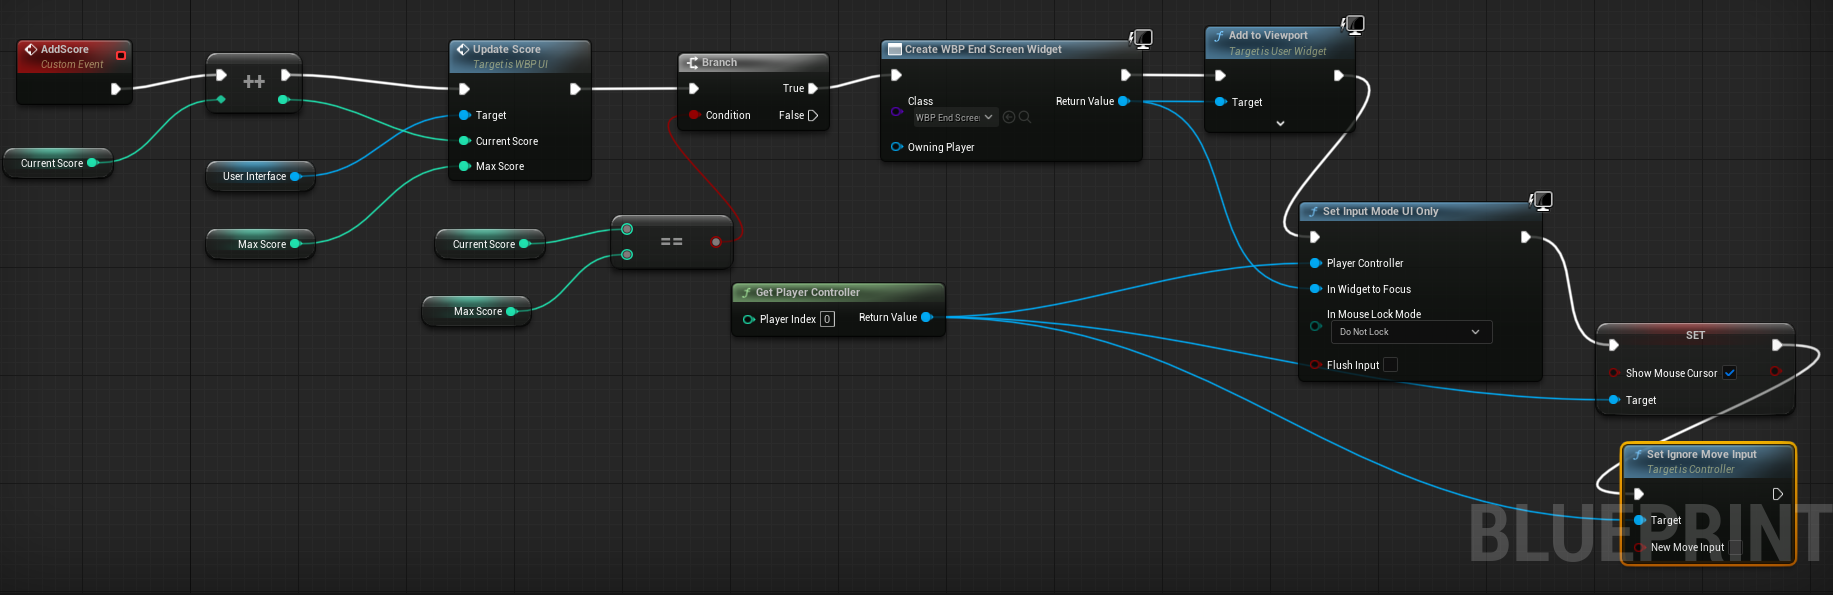 AddScore
Custom Event
Current Score
++
User Interface
Max Score
Update Score
Target is WBP UI
Target
Current Score
Max Score
Current Score
Max Score
==
Branch
True
Condition
False
Create WBP End Screen Widget
Class
Return Value
WBP End Scree
Owning Player
Add to Viewport
Target is User Widget
Target
Get Player Controller
Player Index 0
Return Value
Set Input Mode UI Only
Player Controller
In Widget to Focus
In Mouse Lock Mode
Do Not Lock
Flush Input
SET
Show Mouse Cursor
Target
Set Ignore Move Input
Target is Controller
Target
New Move Input
BLUEPRINT